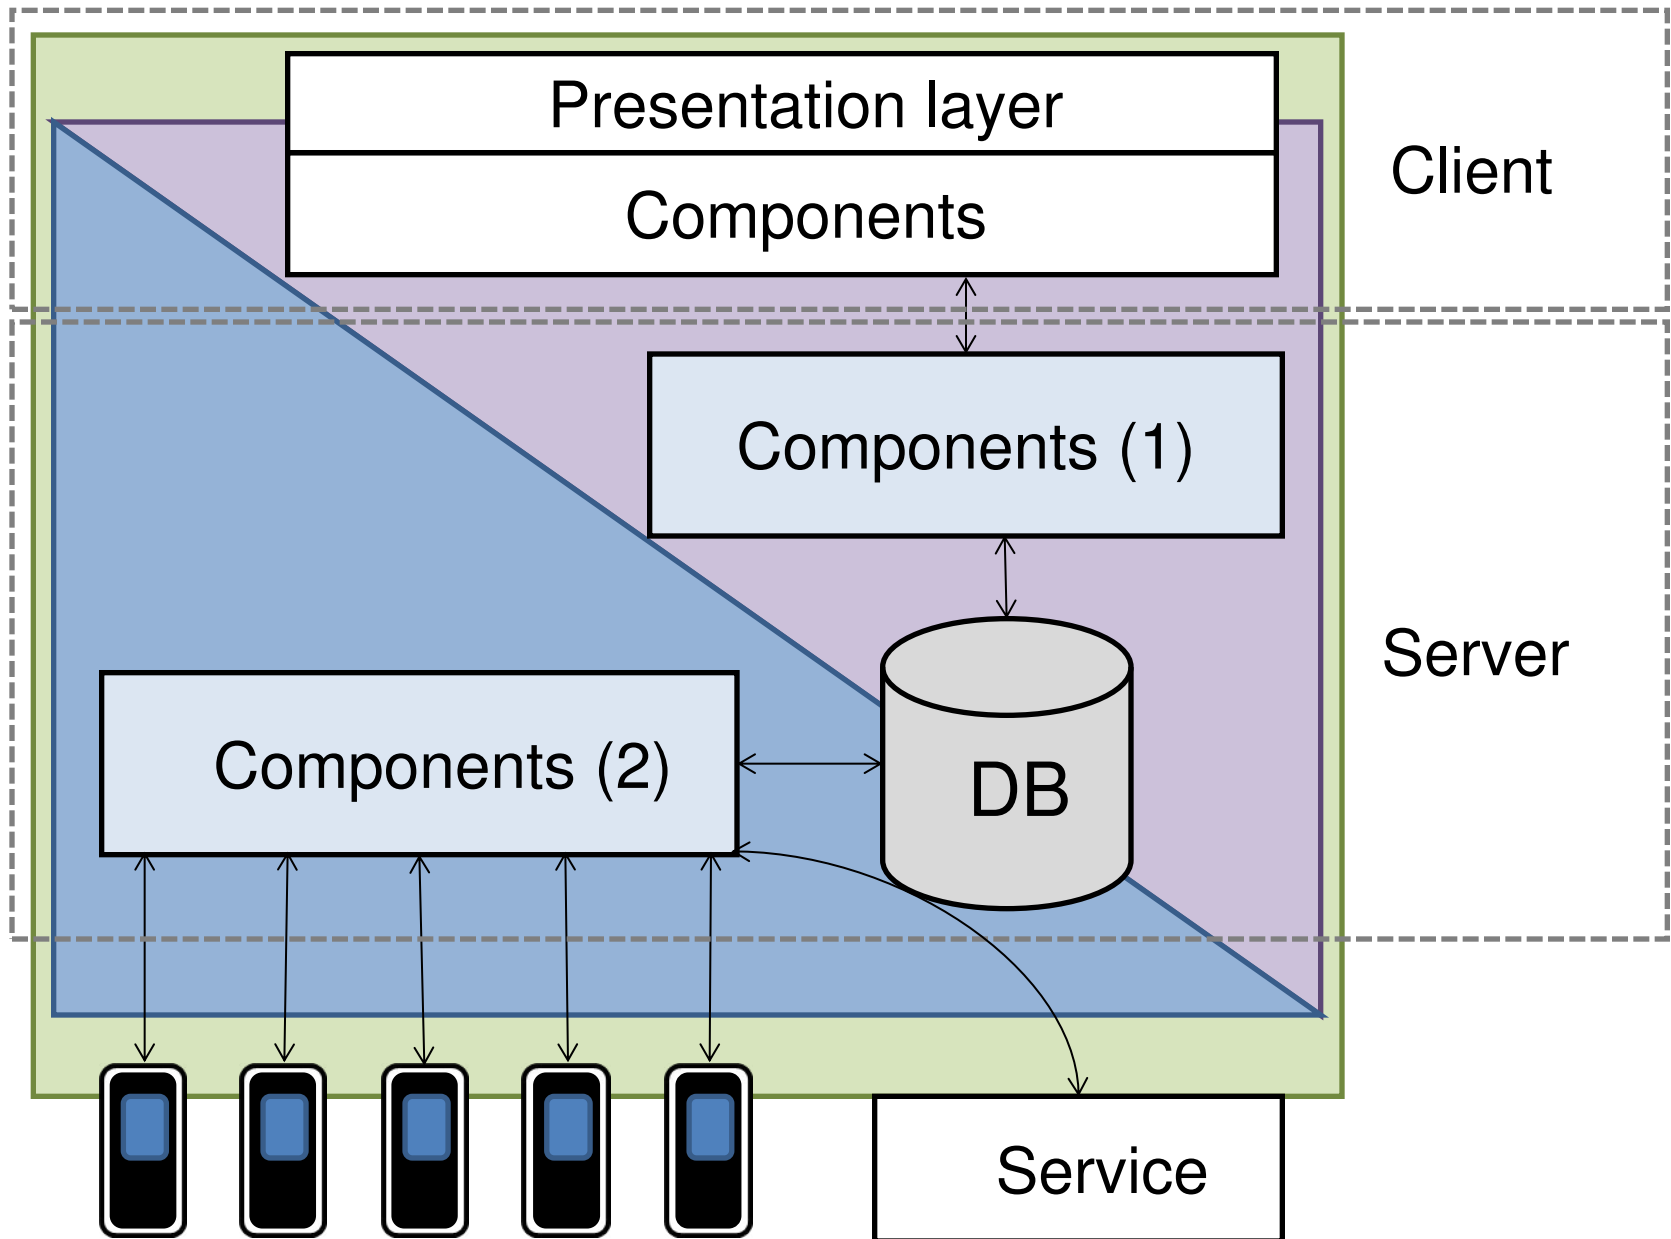 Presentation layer
Components
Client
Components (1)
Server
Components (2)
DB
Service